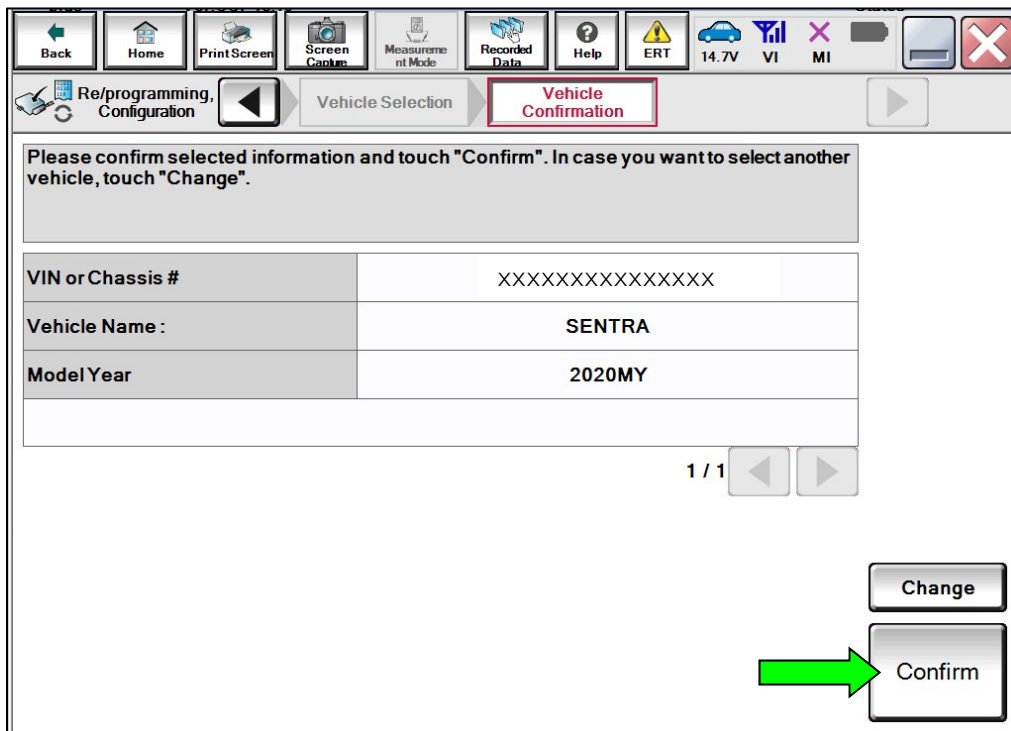 Back
Home
Print Screen
Screen
Capture
Measureme
nt Mode
Recorded
Data
Help
ERT
14.7V
VI
MI
Re/programming,
Configuration
Vehicle Selection
Vehicle
Confirmation
Please confirm selected information and touch "Confirm". In case you want to select another
vehicle, touch "Change".
VIN or Chassis #
XXXXXXXXXXXXXXX
Vehicle Name :
SENTRA
Model Year
2020MY
1 / 1
Change
Confirm